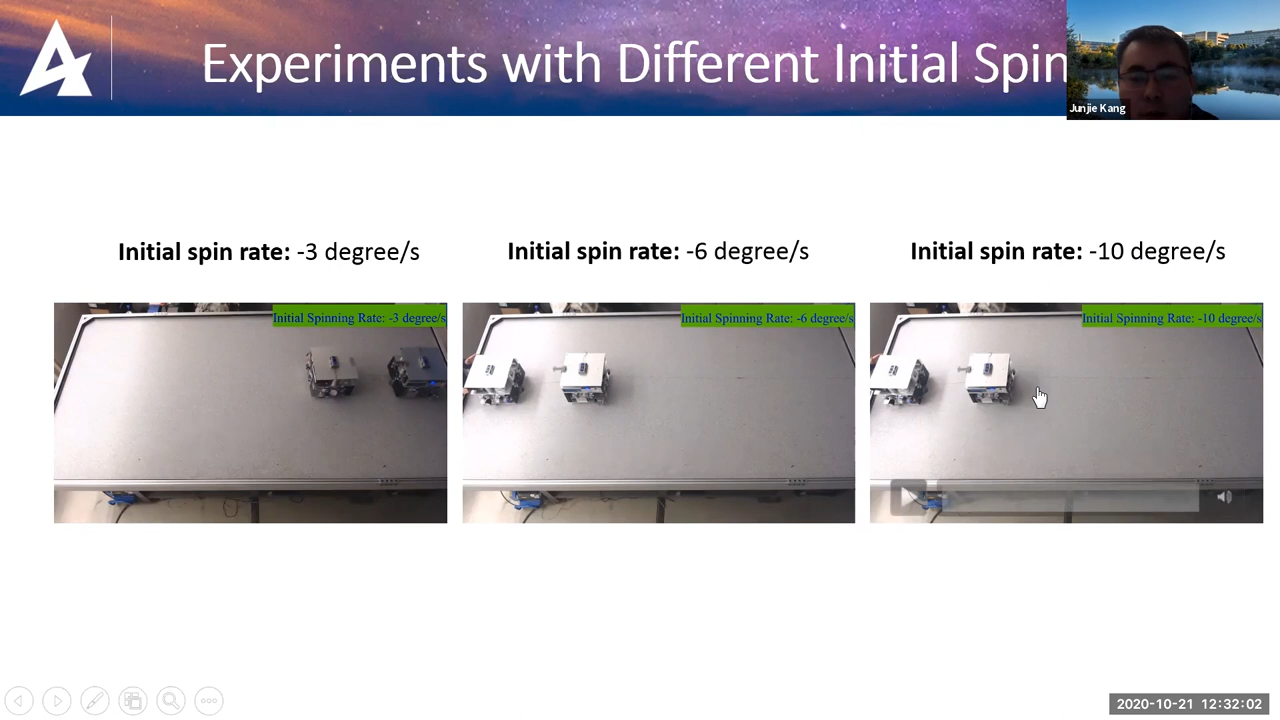 Experiments with Different Initial Spin
Junjie Kang
Initial spin rate: -3 degree/s
Initial spin rate: -6 degree/s
Initial spin rate: -10 degree/s
Initial Spinning Rate: -3 degree/s
Initial Spinning Rate: -6 degree/s
Initial Spinning Rate: -10 degree/s
2020-10-21 12:32:02